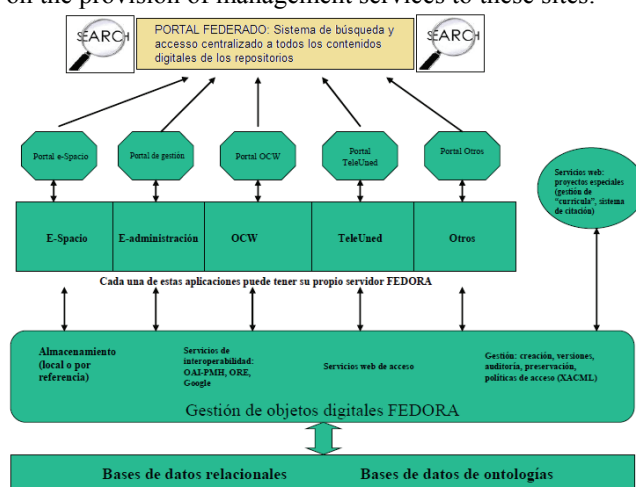 on the provision of management services to these sites.
SEARCH
PORTAL FEDERADO: Sistema de búsqueda y
acceso centralizado a todos los contenidos
digitales de los repositorios
SEARCH
Portal e-Spacio
Portal de gestión
Portal OCW
Portal
TeleUned
Portal Otros
Servicios web:
proyectos especiales
(gestión de
"curricula", sistema
de citación)
E-Spacio
E-administración
OCW
TeleUned
Otros
Cada una de estas aplicaciones puede tener su propio servidor FEDORA
Almacenamiento
(local o por
referencia)
Servicios de
interoperabilidad:
OAI-PMH, ORE,
Google
Servicios web de acceso
Gestión: creación, versiones,
auditoría, preservación,
políticas de acceso (XACML)
Gestión de objetos digitales FEDORA
Bases de datos relacionales
Bases de datos de ontologías